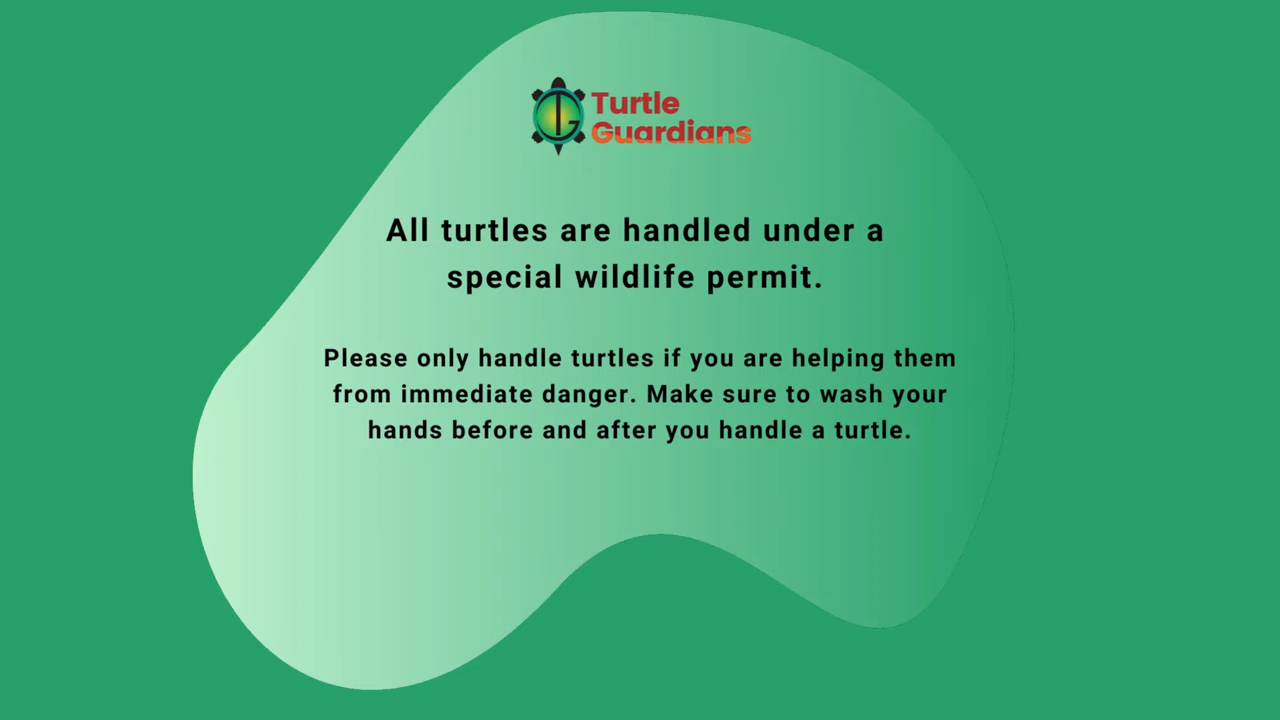 Turtle
Guardians
All turtles are handled under a
special wildlife permit.
Please only handle turtles if you are helping them
from immediate danger. Make sure to wash your
hands before and after you handle a turtle.